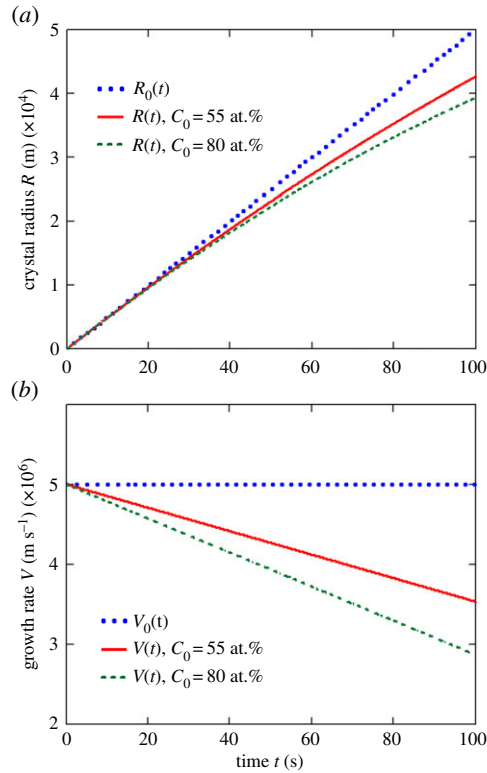 (a)
5
4
3
2
1
0
crystal radius R (m) (×10⁴)
R₀(t)
R(t), C₀ = 55 at.%
R(t), C₀ = 80 at.%
0 20 40 60 80 100
(b)
6
5
4
3
2
growth rate V (m s⁻¹) (×10⁶)
V₀(t)
V(t), C₀ = 55 at.%
V(t), C₀ = 80 at.%
0 20 40 60 80 100
time t (s)